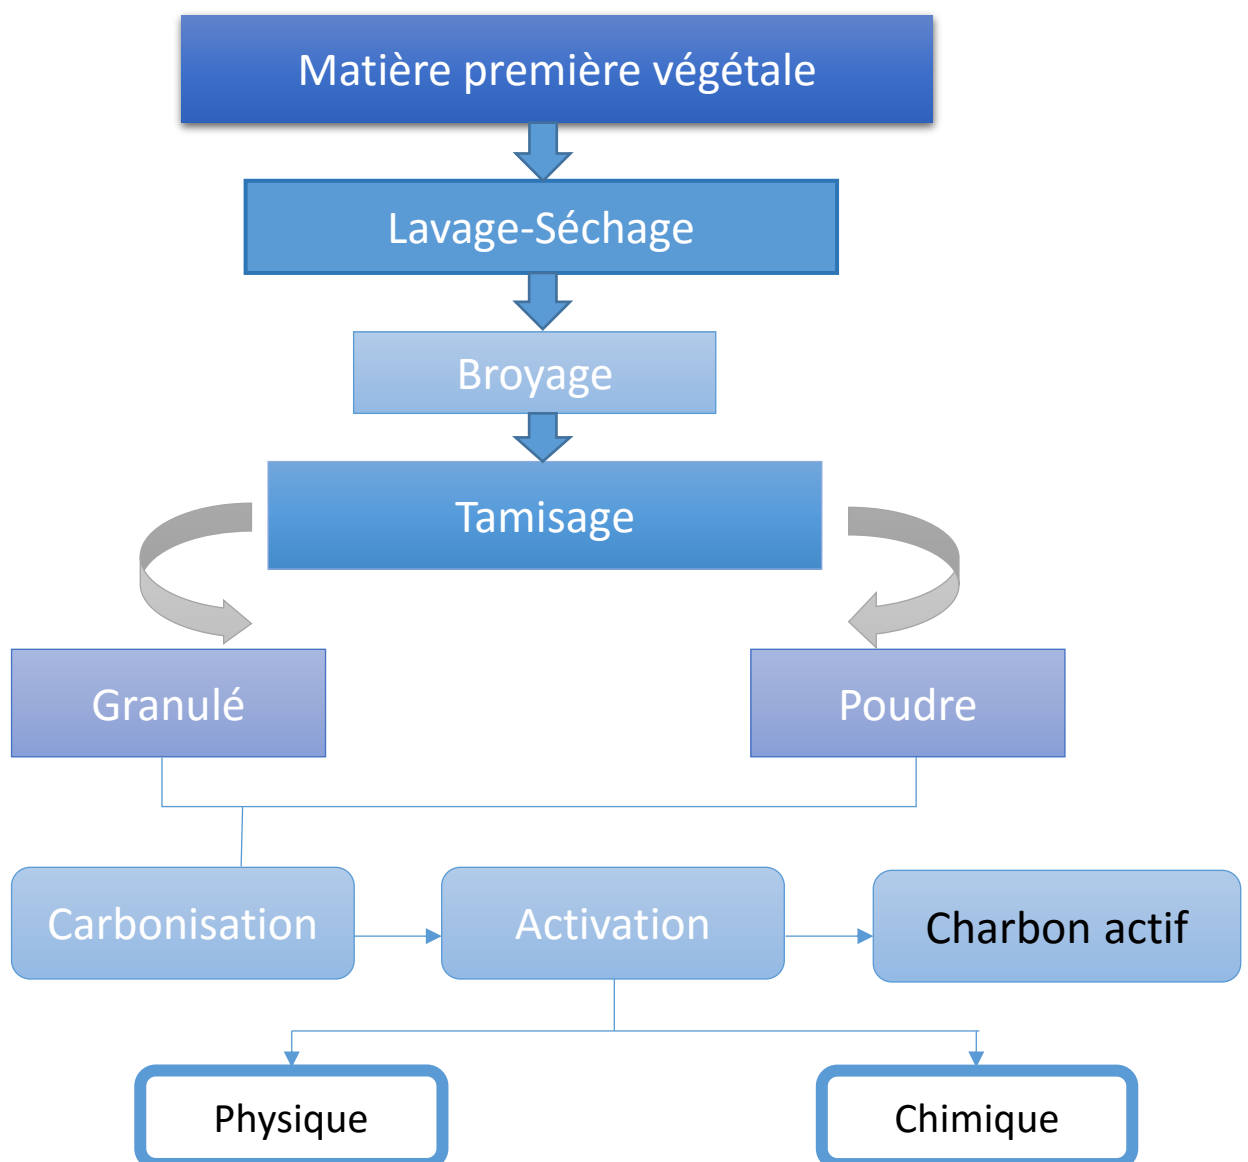 Matière première végétale
Lavage-Séchage
Broyage
Tamisage
Granulé
Poudre
Carbonisation
Activation
Charbon actif
Physique
Chimique